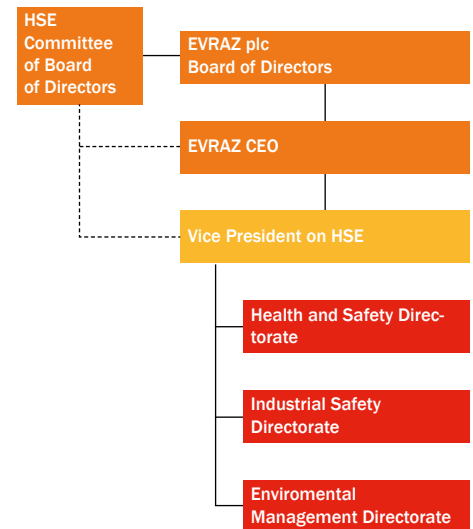 HSE
Committee
of Board
of Directors
EVRAZ plc
Board of Directors
EVRAZ CEO
Vice President on HSE
Health and Safety Direc-
torate
Industrial Safety
Directorate
Enviromental
Management Directorate